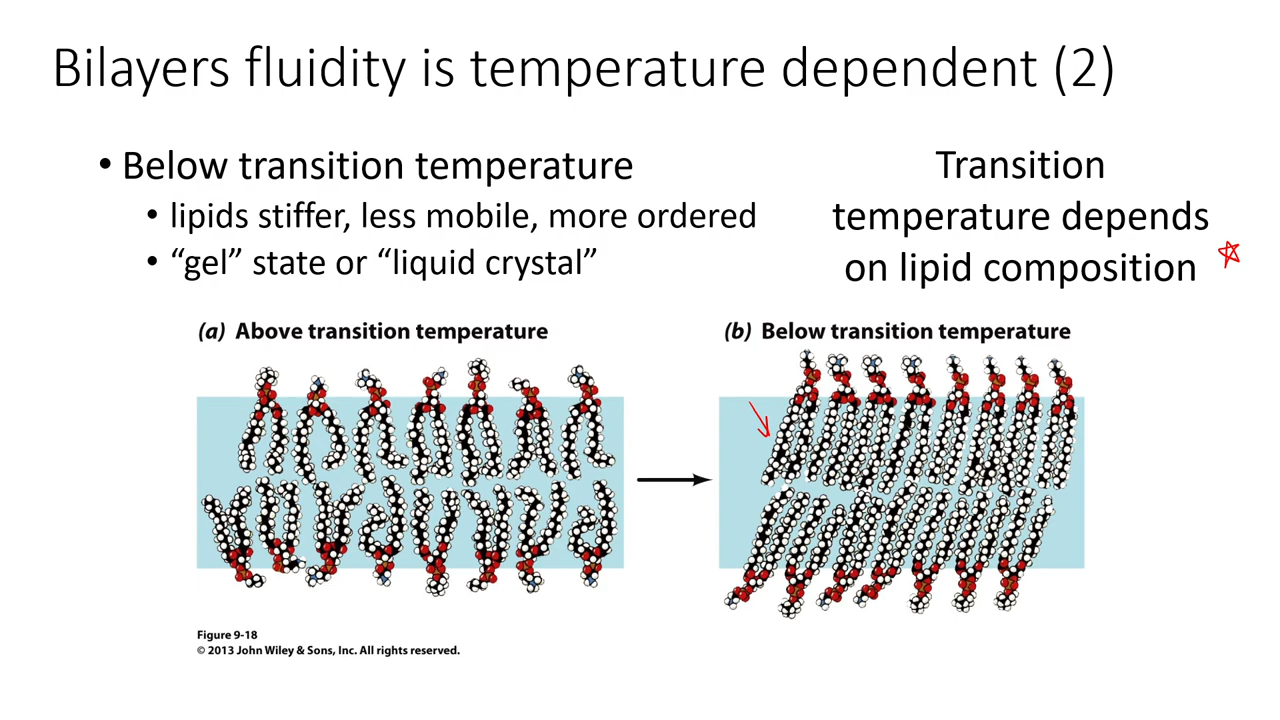 Bilayers fluidity is temperature dependent (2)
• Below transition temperature
• lipids stiffer, less mobile, more ordered
• “gel” state or “liquid crystal”
Transition
temperature depends
on lipid composition
(a) Above transition temperature
(b) Below transition temperature
Figure 9-18
© 2013 John Wiley & Sons, Inc. All rights reserved.